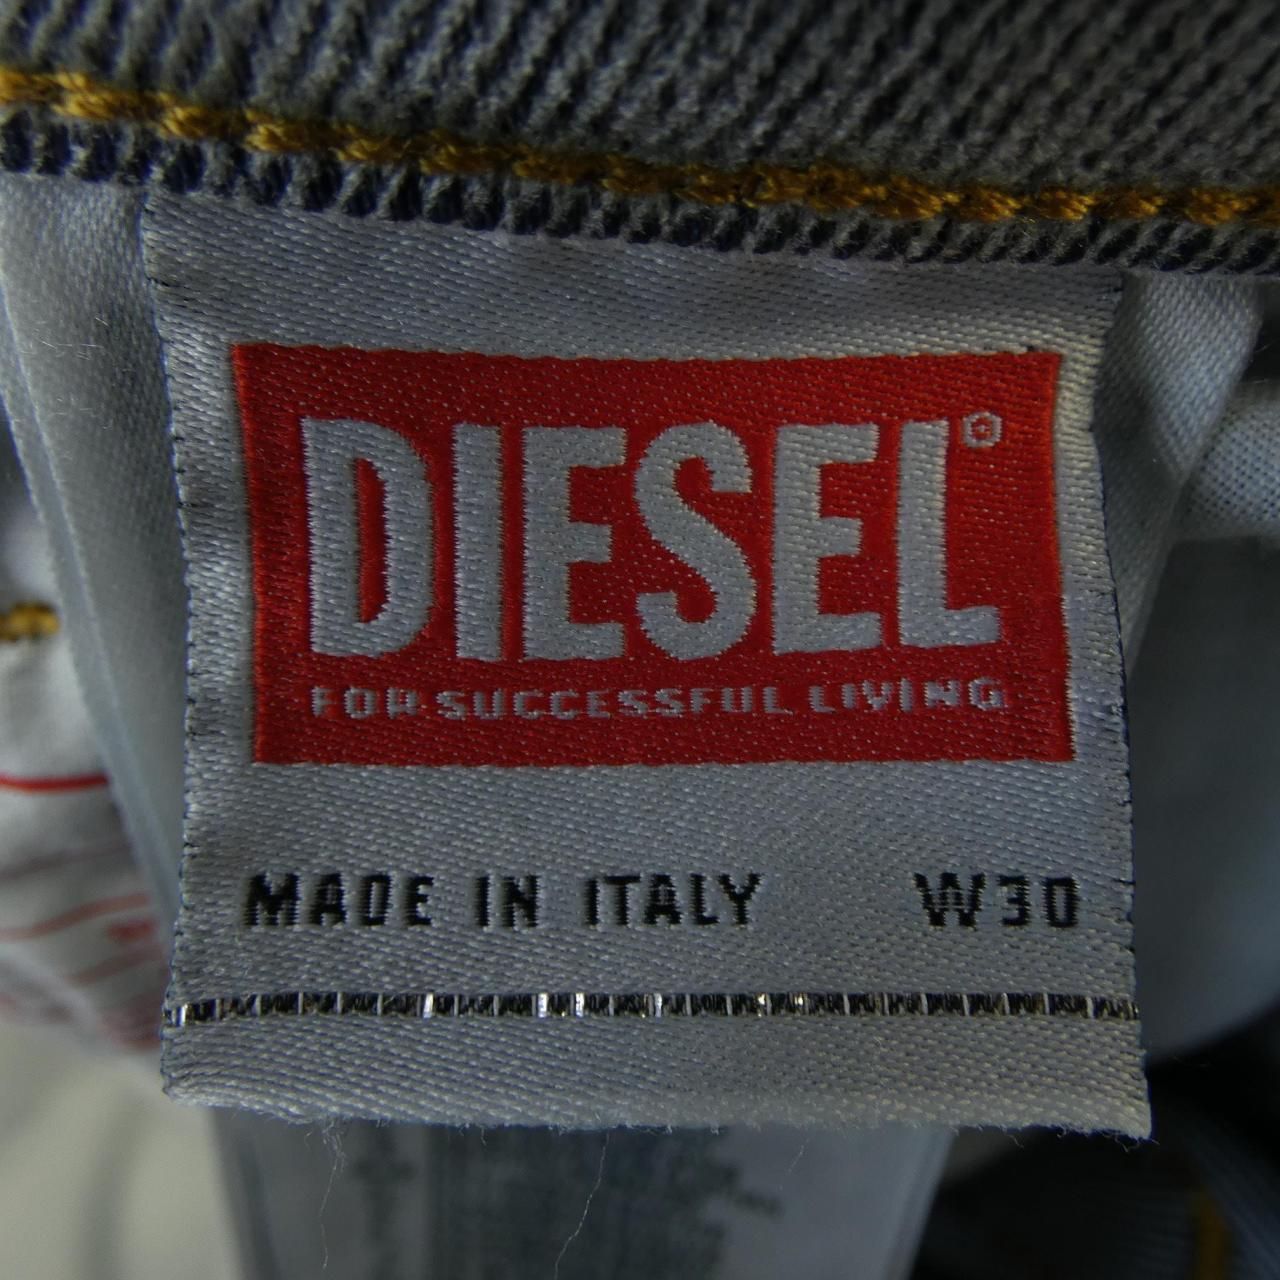 DIESEL®
FOR SUCCESSFUL LIVING
MADE IN ITALY W30